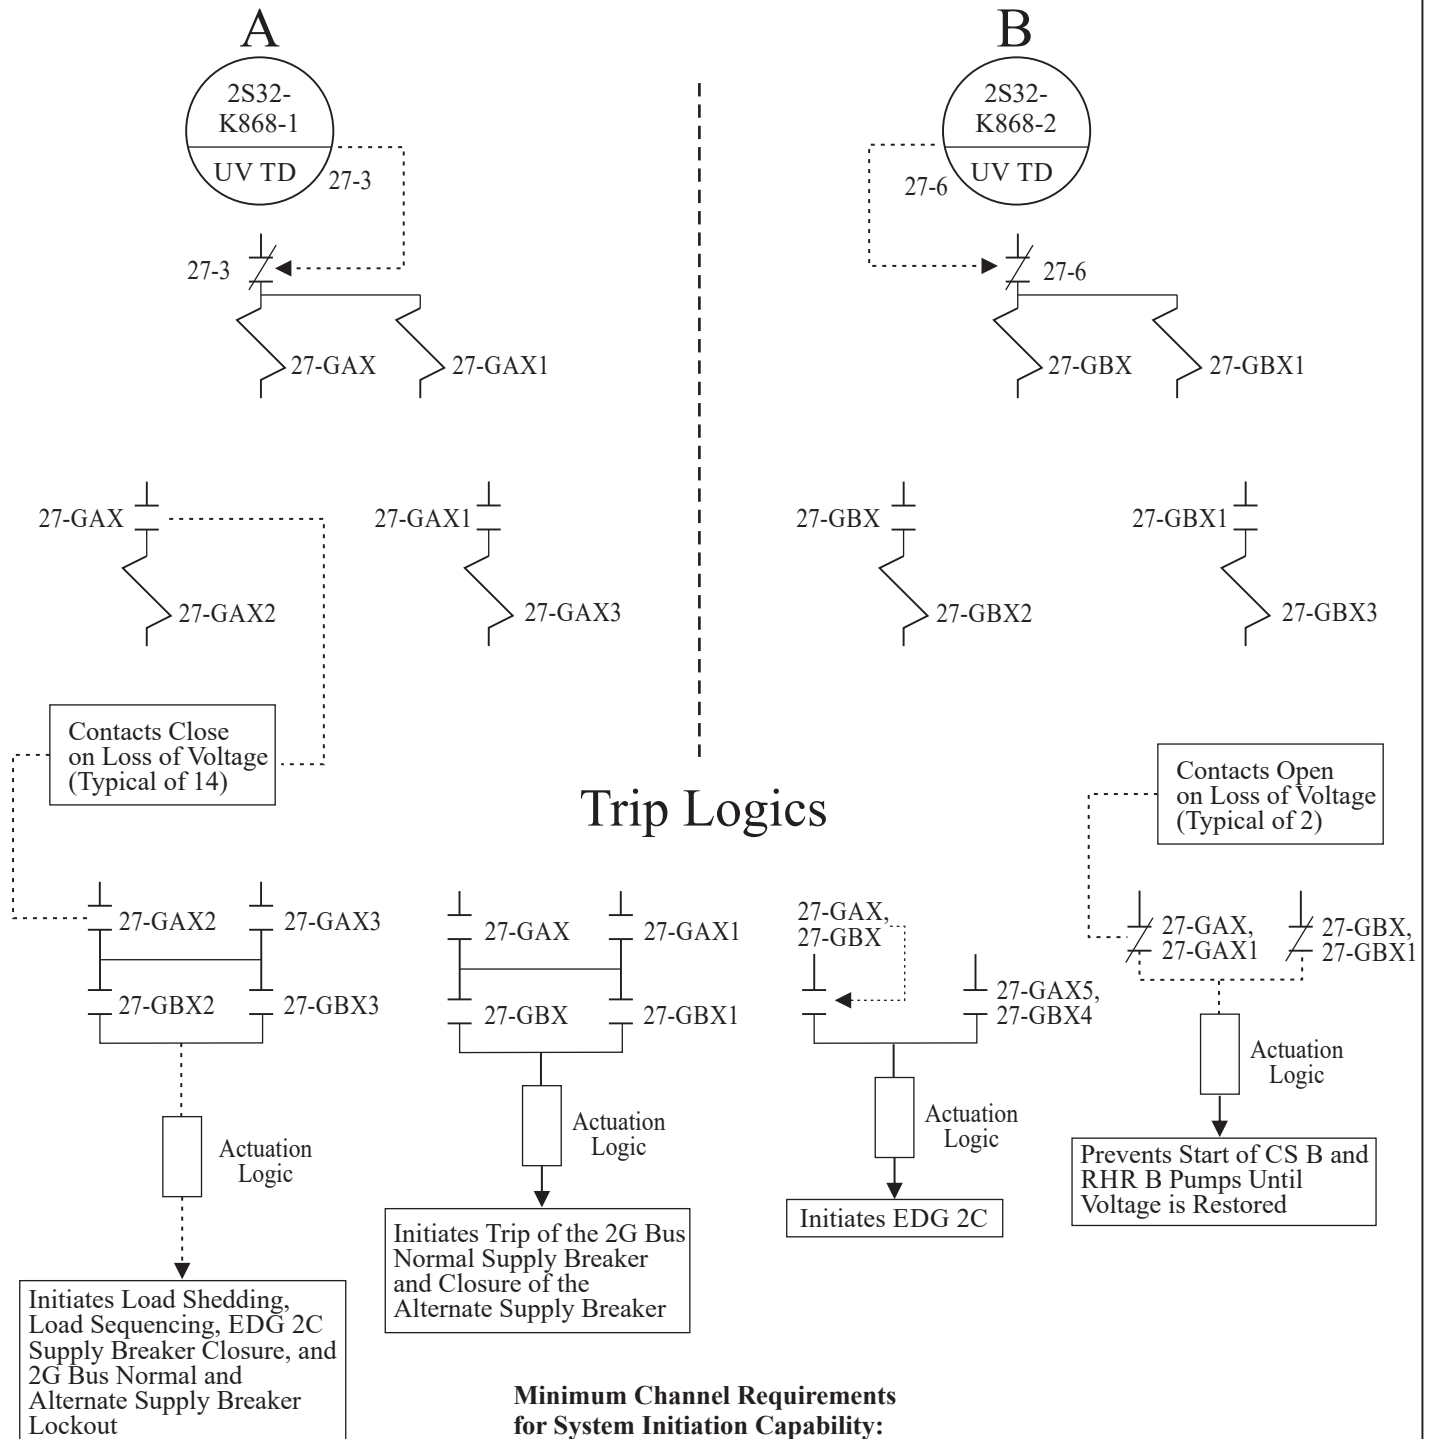 A
B
2S32-
K868-1
UV TD
27-3
2S32-
K868-2
UV TD
27-6
27-3
27-6
27-GAX
27-GAX1
27-GBX
27-GBX1
27-GAX
27-GAX1
27-GBX
27-GBX1
27-GAX2
27-GAX3
27-GBX2
27-GBX3
Contacts Close
on Loss of Voltage
(Typical of 14)
Contacts Open
on Loss of Voltage
(Typical of 2)
Trip Logics
27-GAX2
27-GAX3
27-GBX2
27-GBX3
Actuation
Logic
Initiates Load Shedding,
Load Sequencing, EDG 2C
Supply Breaker Closure, and
2G Bus Normal and
Alternate Supply Breaker
Lockout
27-GAX
27-GAX1
27-GBX
27-GBX1
Actuation
Logic
Initiates Trip of the 2G Bus
Normal Supply Breaker
and Closure of the
Alternate Supply Breaker
27-GAX,
27-GBX
27-GAX5,
27-GBX4
Actuation
Logic
Initiates EDG 2C
27-GAX,
27-GAX1
27-GBX,
27-GBX1
Actuation
Logic
Prevents Start of CS B and
RHR B Pumps Until
Voltage is Restored
Minimum Channel Requirements
for System Initiation Capability: